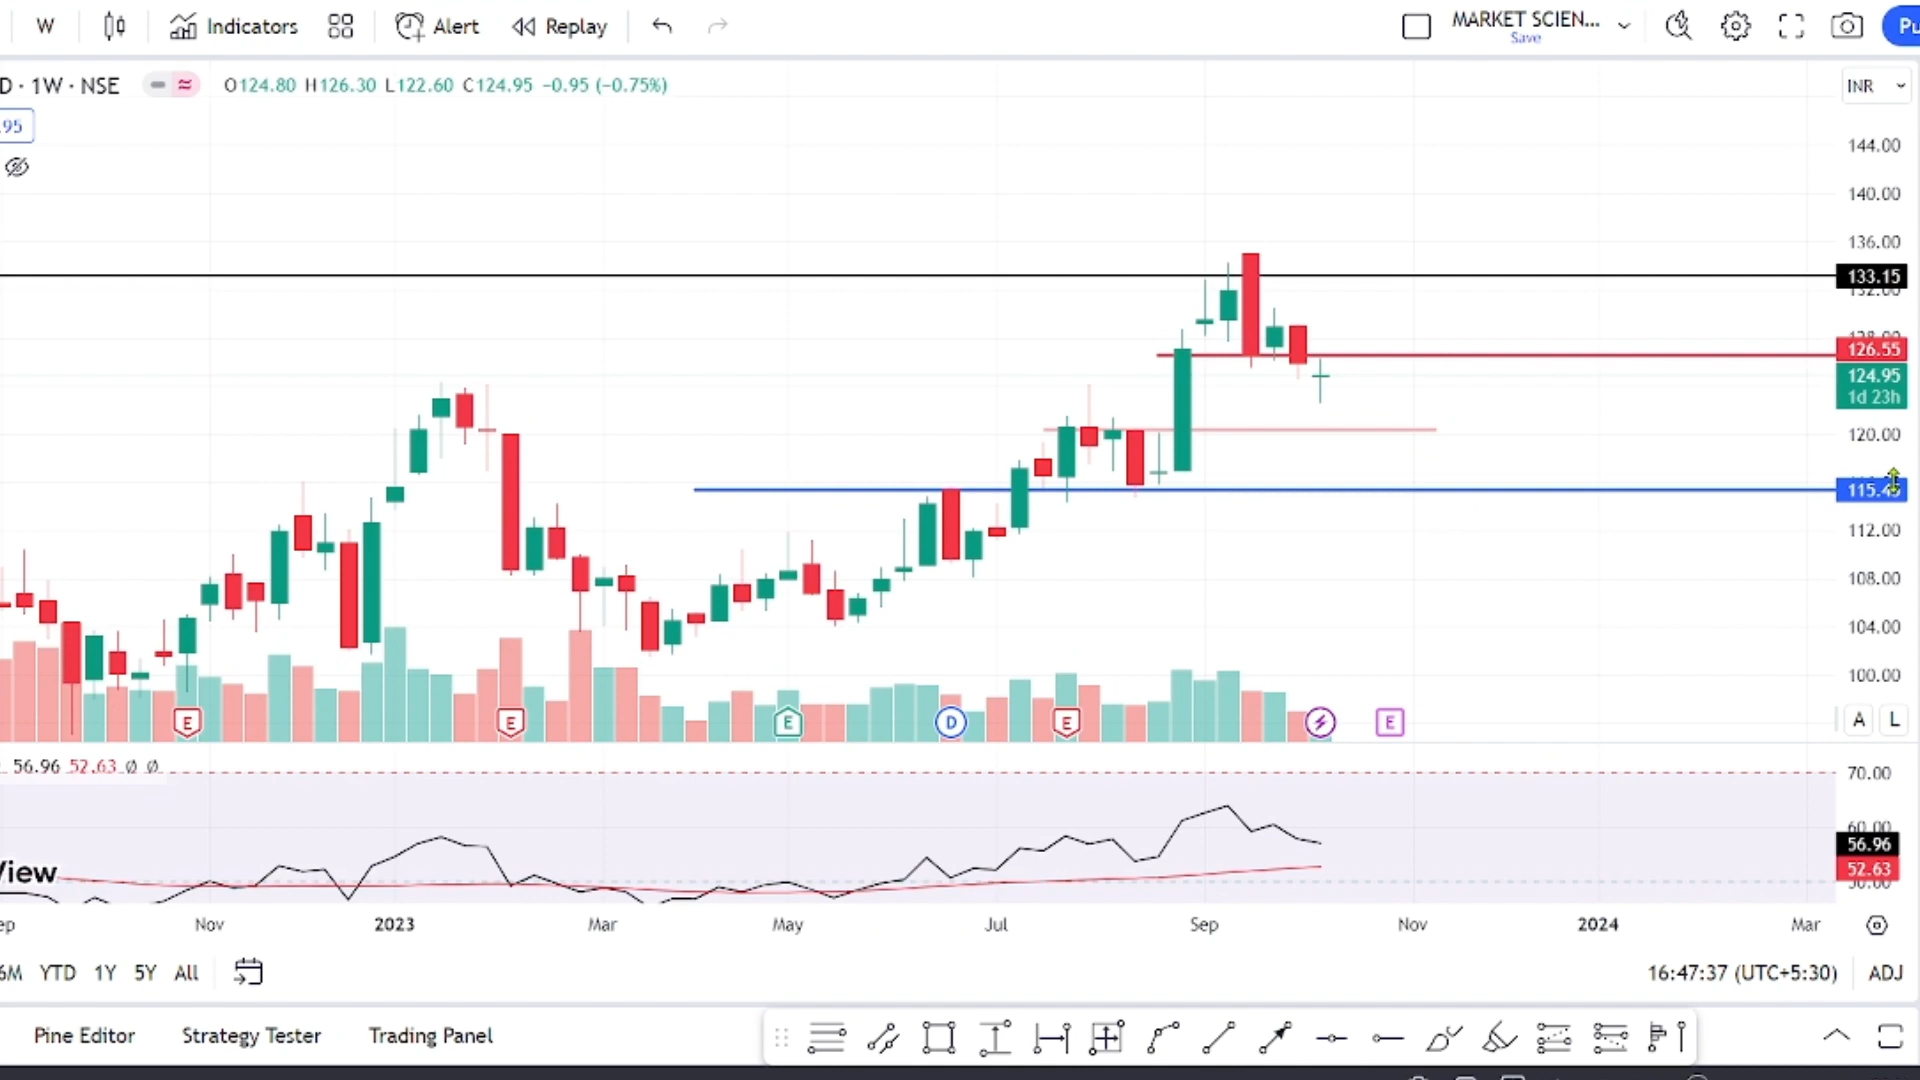 W Indicators Alert Replay MARKET SCIEN... Save
D · 1W · NSE O124.80 H126.30 L122.60 C124.95 −0.95 (−0.75%) INR
95
144.00
140.00
136.00
133.15
126.55
124.95
1d 23h
120.00
112.00
108.00
104.00
100.00
E E E D E E A L
56.96 52.63 ∅ ∅ 70.00
60.00
56.96
View 52.63
50.00
Nov 2023 Mar May Jul Sep Nov 2024 Mar
6M YTD 1Y 5Y All 16:47:37 (UTC+5:30) ADJ
Pine Editor Strategy Tester Trading Panel